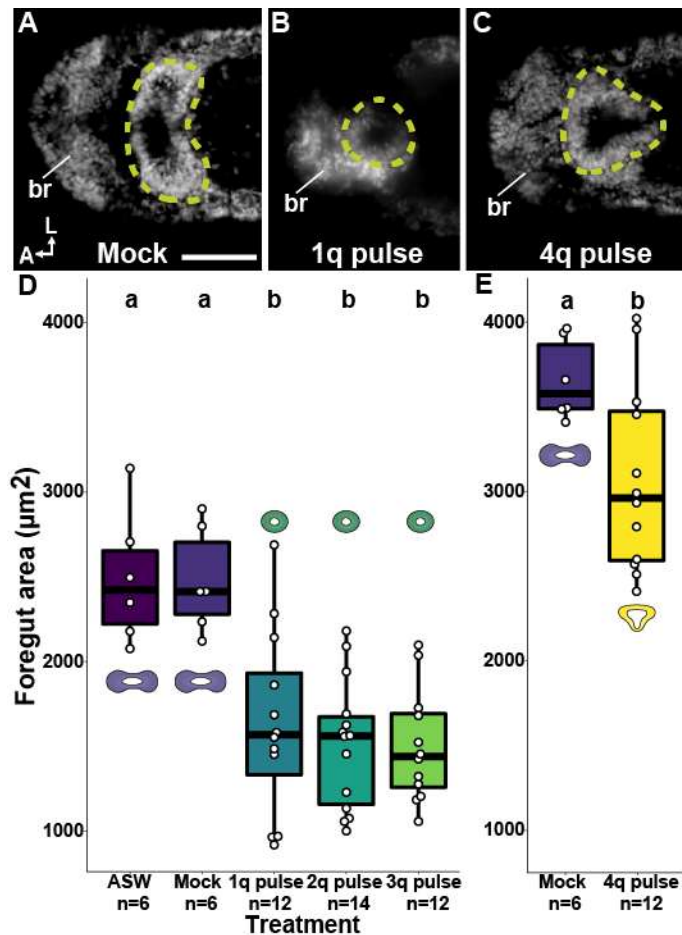 A
B
C
br
br
br
L
A
Mock
1q pulse
4q pulse
D
E
a a b b b
a b
4000
3000
2000
1000
4000
3000
2000
1000
Foregut area (µm2)
ASW Mock 1q pulse 2q pulse 3q pulse
n=6 n=6 n=12 n=14 n=12
Treatment
Mock 4q pulse
n=6 n=12